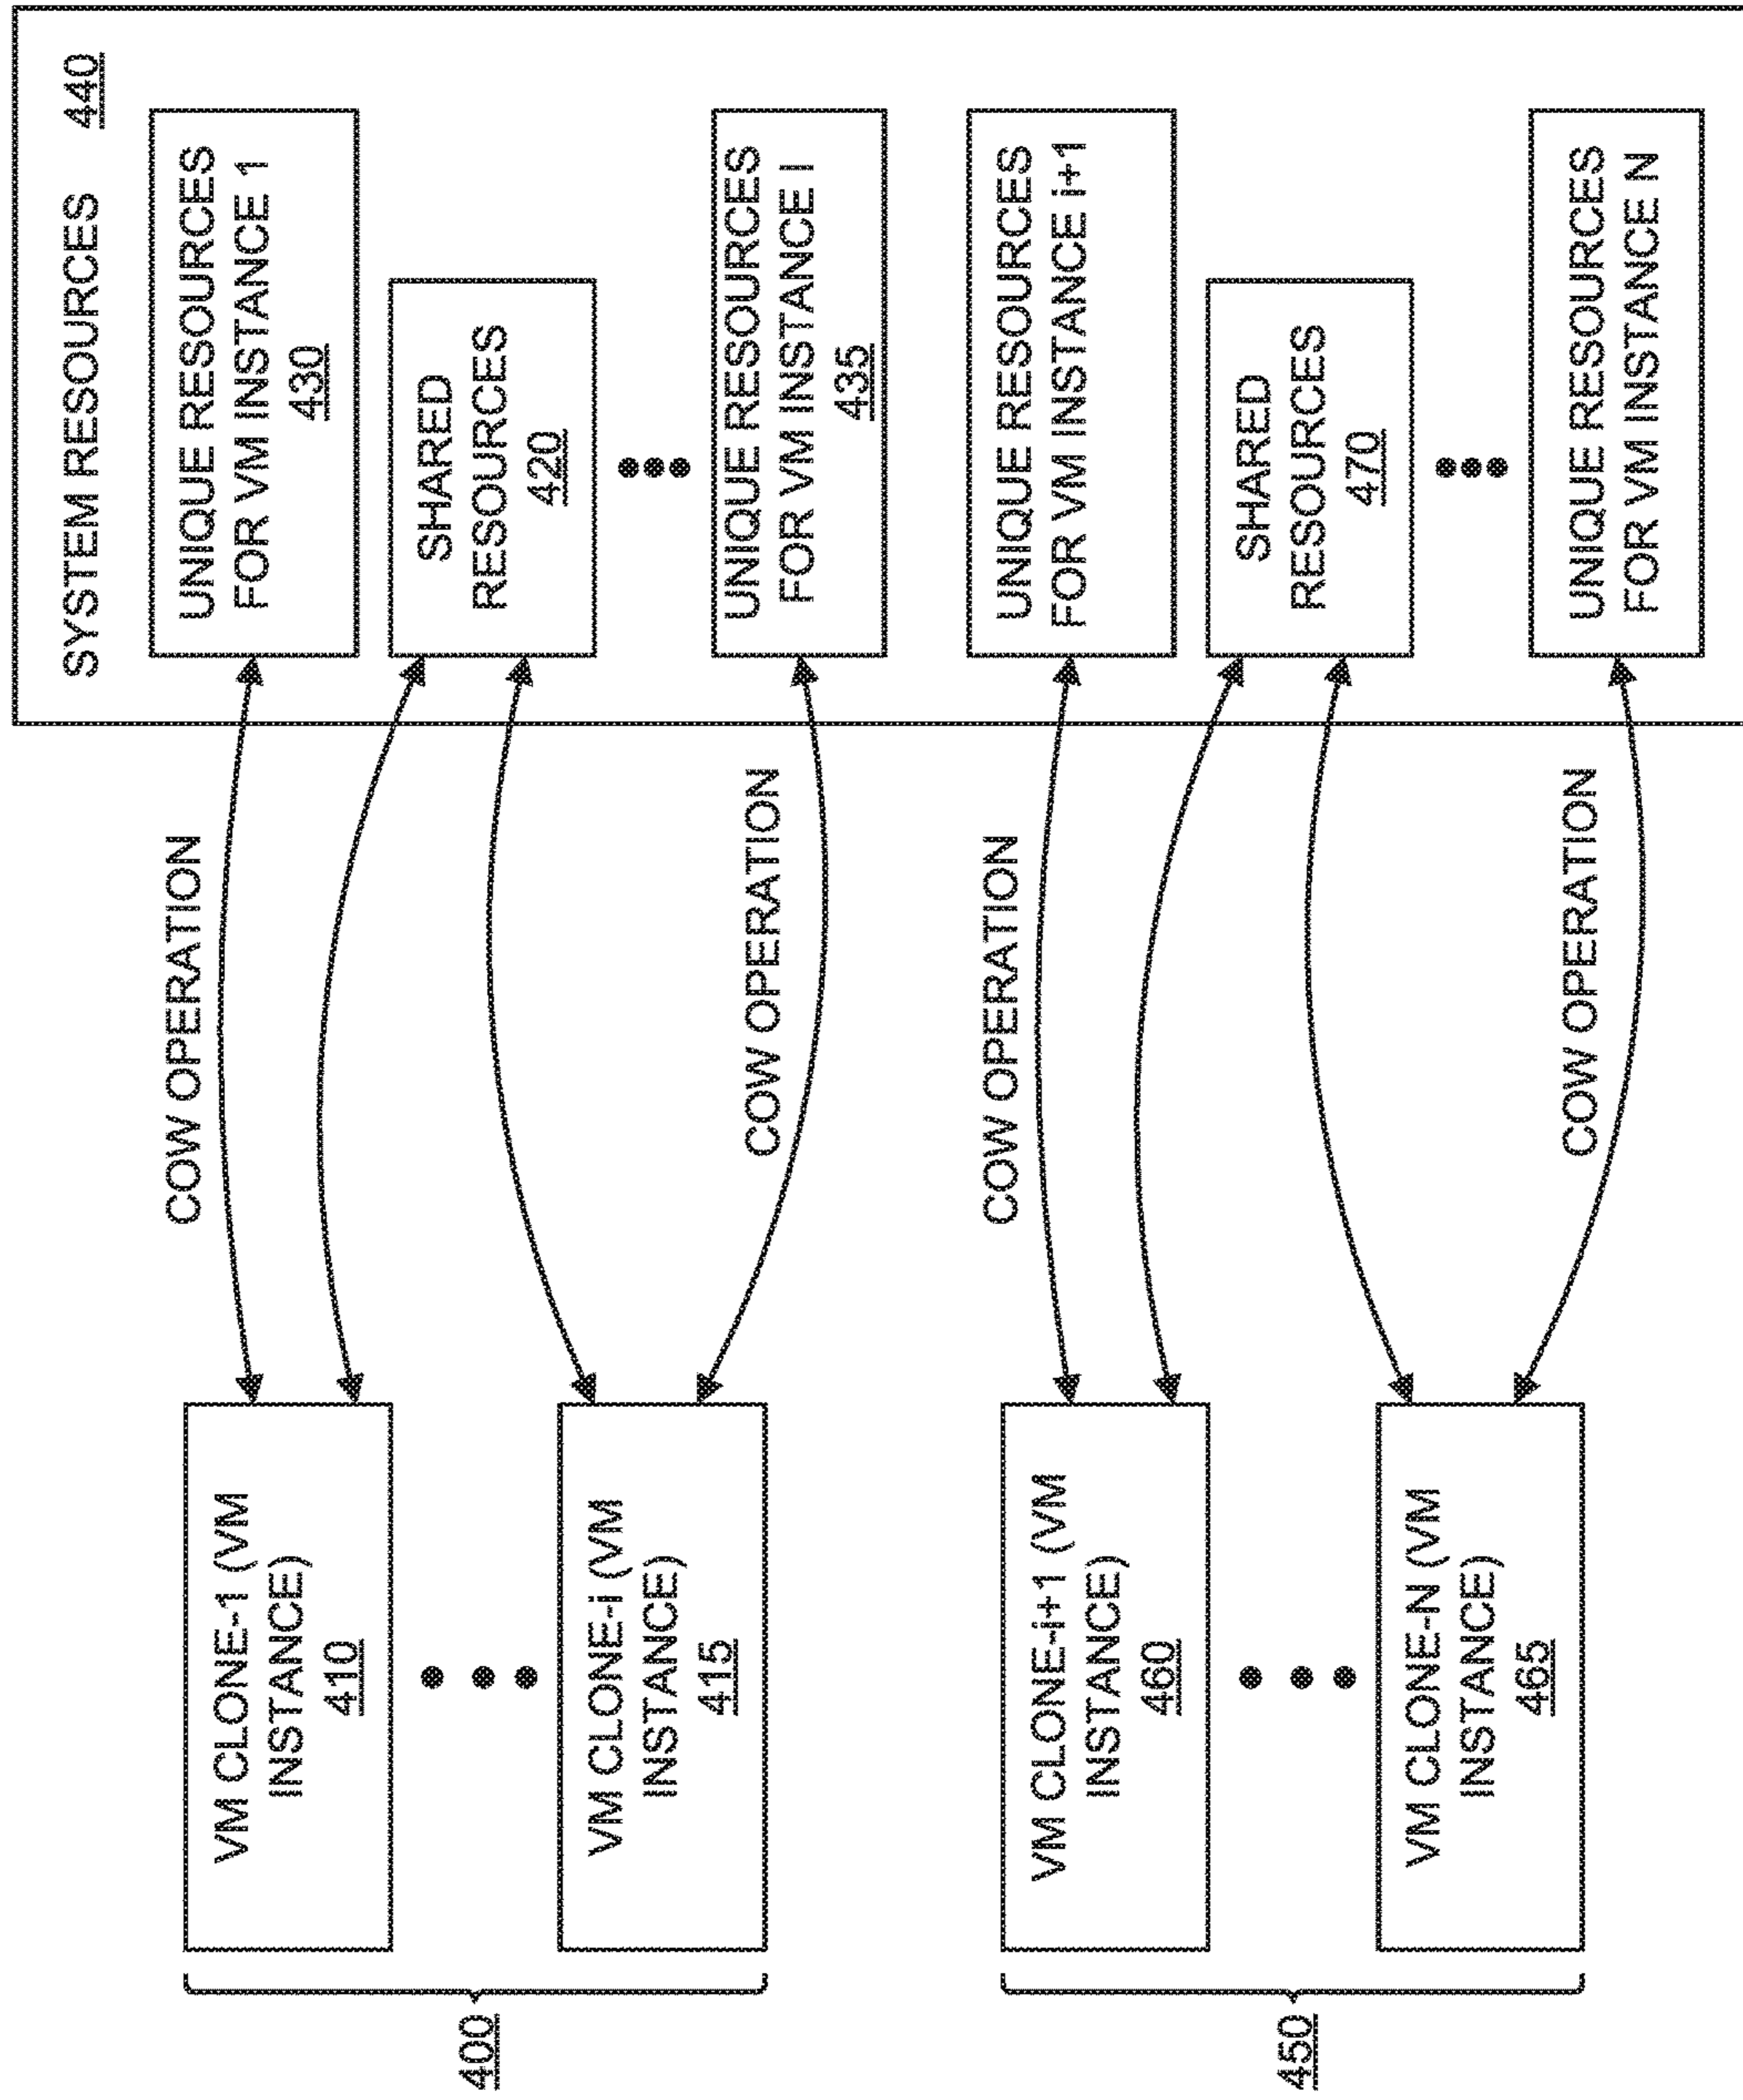 SYSTEM RESOURCES 440
UNIQUE RESOURCES
FOR VM INSTANCE 1
430
SHARED
RESOURCES
420
UNIQUE RESOURCES
FOR VM INSTANCE I
435
UNIQUE RESOURCES
FOR VM INSTANCE i+1
SHARED
RESOURCES
470
UNIQUE RESOURCES
FOR VM INSTANCE N
COW OPERATION
COW OPERATION
COW OPERATION
COW OPERATION
VM CLONE-1 (VM
INSTANCE)
410
VM CLONE-i (VM
INSTANCE)
415
VM CLONE-i+1 (VM
INSTANCE)
460
VM CLONE-N (VM
INSTANCE)
465
400
450